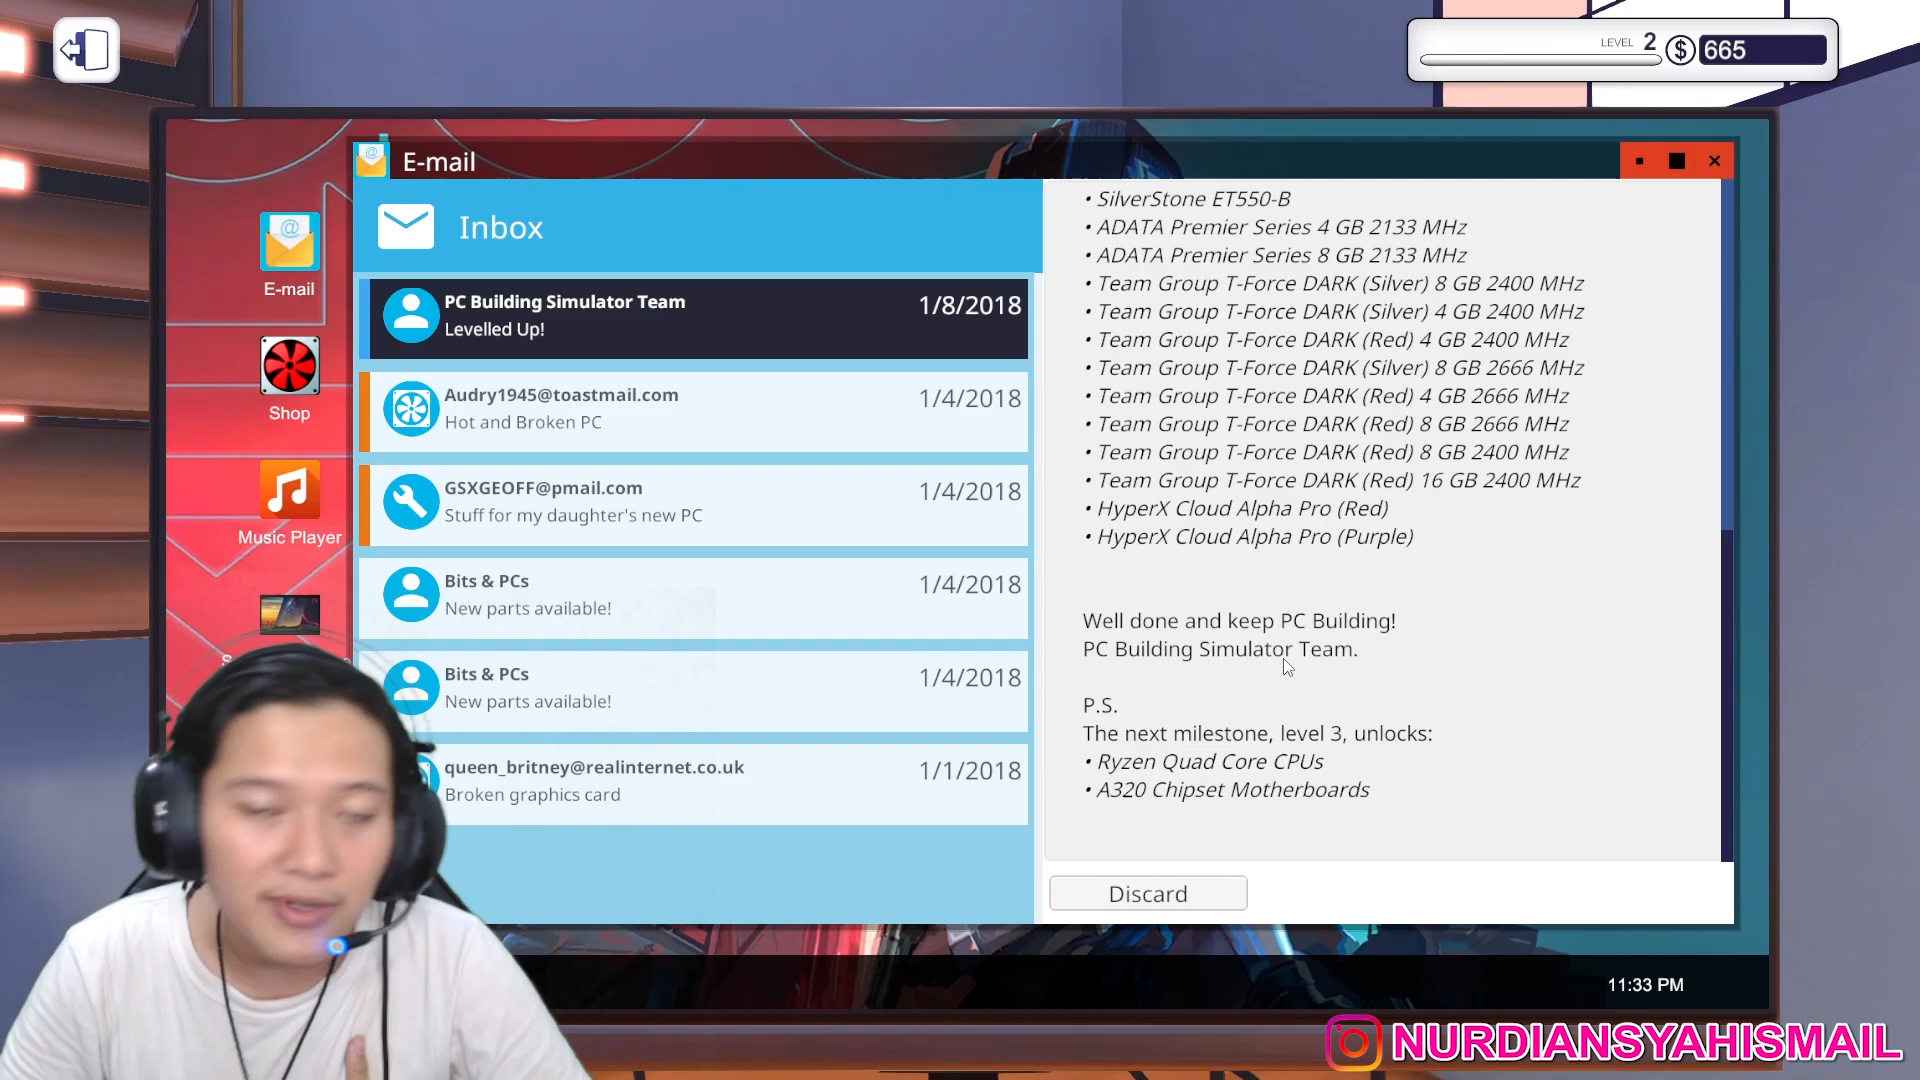 LEVEL 2 $ 665
E-mail
Inbox
E-mail
Shop
Music Player
PC Building Simulator Team 1/8/2018
Levelled Up!
Audry1945@toastmail.com 1/4/2018
Hot and Broken PC
GSXGEOFF@pmail.com 1/4/2018
Stuff for my daughter's new PC
Bits & PCs 1/4/2018
New parts available!
Bits & PCs 1/4/2018
New parts available!
queen_britney@realinternet.co.uk 1/1/2018
Broken graphics card
• SilverStone ET550-B
• ADATA Premier Series 4 GB 2133 MHz
• ADATA Premier Series 8 GB 2133 MHz
• Team Group T-Force DARK (Silver) 8 GB 2400 MHz
• Team Group T-Force DARK (Silver) 4 GB 2400 MHz
• Team Group T-Force DARK (Red) 4 GB 2400 MHz
• Team Group T-Force DARK (Silver) 8 GB 2666 MHz
• Team Group T-Force DARK (Red) 4 GB 2666 MHz
• Team Group T-Force DARK (Red) 8 GB 2666 MHz
• Team Group T-Force DARK (Red) 8 GB 2400 MHz
• Team Group T-Force DARK (Red) 16 GB 2400 MHz
• HyperX Cloud Alpha Pro (Red)
• HyperX Cloud Alpha Pro (Purple)
Well done and keep PC Building!
PC Building Simulator Team.
P.S.
The next milestone, level 3, unlocks:
• Ryzen Quad Core CPUs
• A320 Chipset Motherboards
Discard
11:33 PM
NURDIANSYAHISMAIL